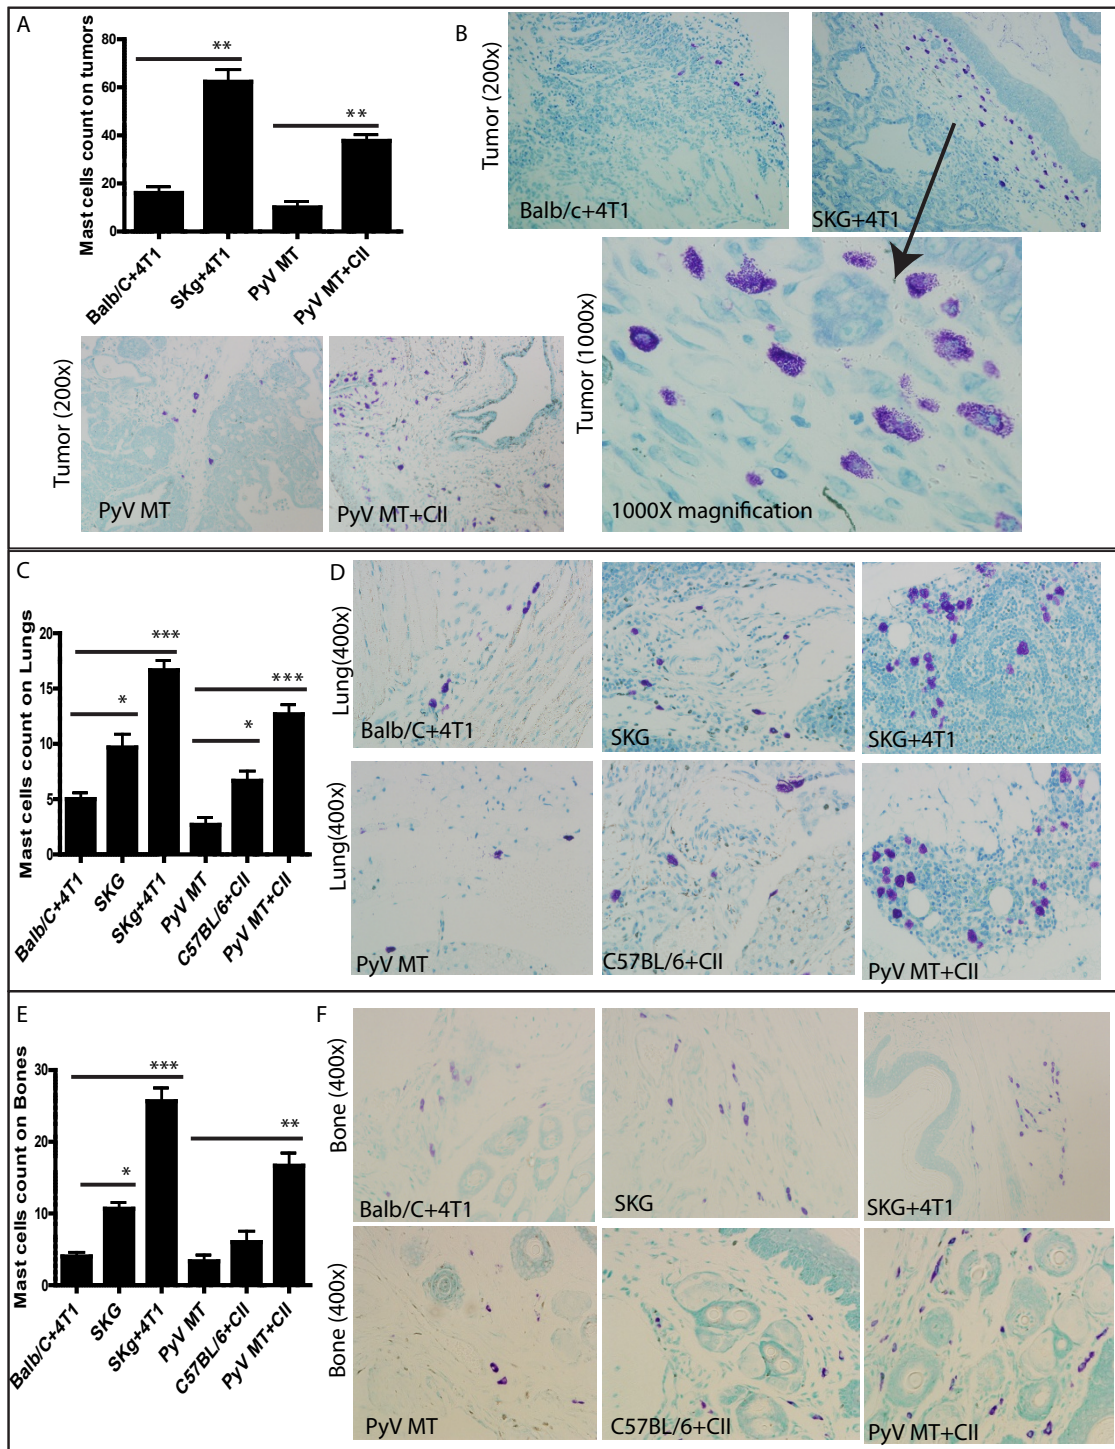 A
Mast cells count on tumors
80
60
40
20
0
**
**
Balb/C+4T1
SKg+4T1
PyV MT
PyV MT+CII
B
Tumor (200x)
Balb/c+4T1
SKG+4T1
Tumor (1000x)
1000X magnification
Tumor (200x)
PyV MT
PyV MT+CII
C
Mast cells count on Lungs
20
15
10
5
0
***
*
***
*
Balb/C+4T1
SKG
SKg+4T1
PyV MT
C57BL/6+CII
PyV MT+CII
D
Lung(400x)
Balb/C+4T1
SKG
SKG+4T1
Lung(400x)
PyV MT
C57BL/6+CII
PyV MT+CII
E
Mast cells count on Bones
30
20
10
0
***
*
**
Balb/C+4T1
SKG
SKg+4T1
PyV MT
C57BL/6+CII
PyV MT+CII
F
Bone (400x)
Balb/C+4T1
SKG
SKG+4T1
Bone (400x)
PyV MT
C57BL/6+CII
PyV MT+CII